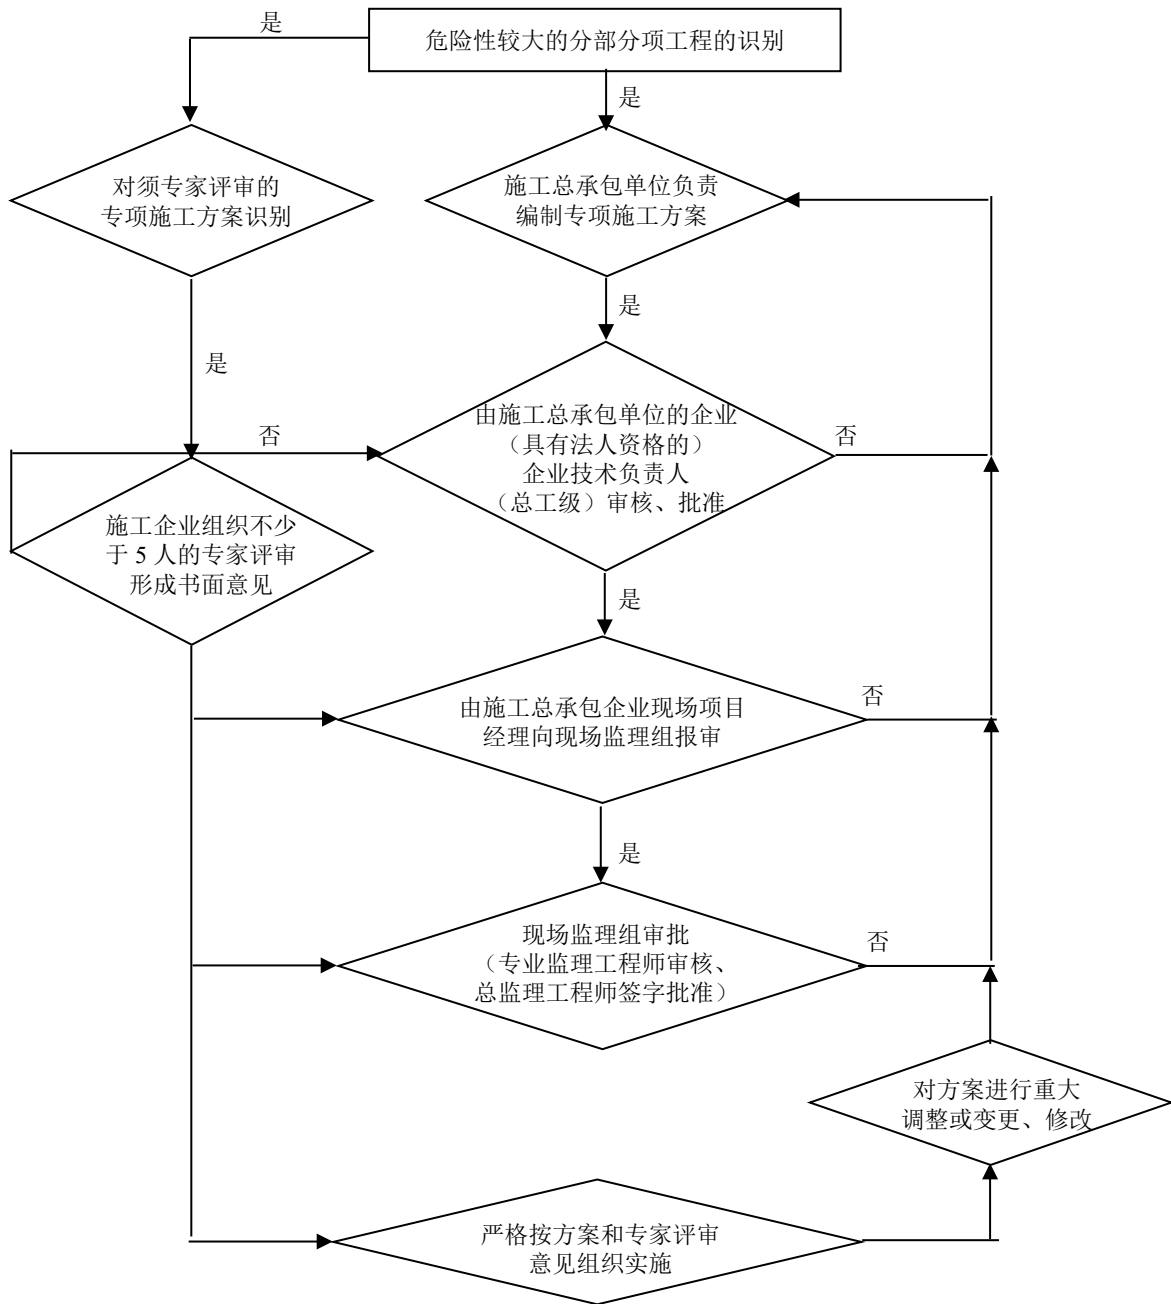 是
危险性较大的分部分项工程的识别
是
对须专家评审的
专项施工方案识别
施工总承包单位负责
编制专项施工方案
是
是
由施工总承包单位的企业
（具有法人资格的）
企业技术负责人
（总工级）审核、批准
否
否
施工企业组织不少
于 5 人的专家评审
形成书面意见
是
由施工总承包企业现场项目
经理向现场监理组报审
否
是
现场监理组审批
（专业监理工程师审核、
总监理工程师签字批准）
否
对方案进行重大
调整或变更、修改
严格按方案和专家评审
意见组织实施